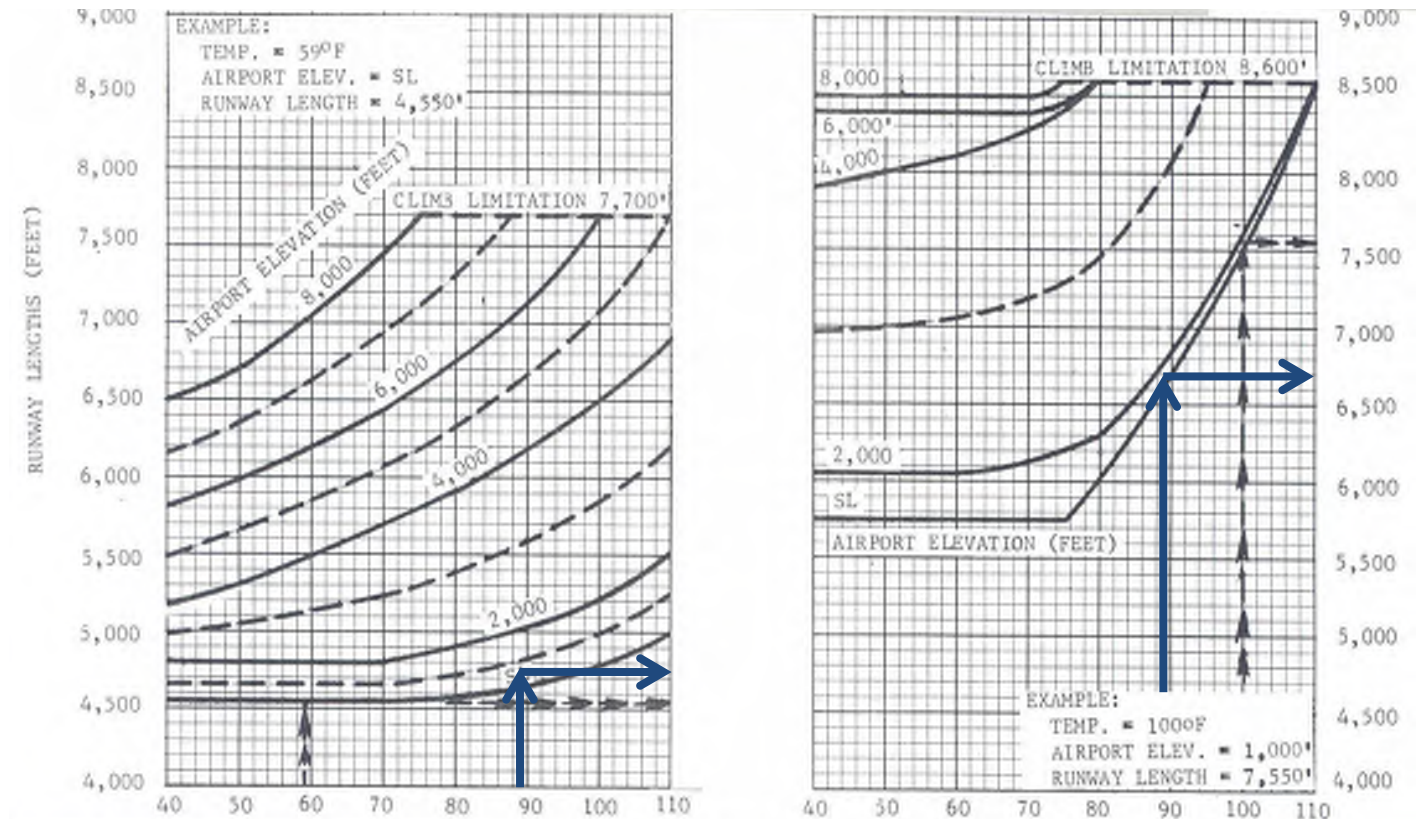 9,000
8,500
8,000
7,500
7,000
6,500
6,000
5,500
5,000
4,500
4,000
RUNWAY LENGTHS (FEET)
EXAMPLE:
TEMP. = 59°F
AIRPORT ELEV. = SL
RUNWAY LENGTH = 4,550'
AIRPORT ELEVATION (FEET)
CLIMB LIMITATION 7,700'
8,000
6,000
4,000
2,000
40 50 60 70 80 90 100 110
CLIMB LIMITATION 8,600'
8,000
6,000'
4,000
2,000
SL
AIRPORT ELEVATION (FEET)
EXAMPLE:
TEMP. = 100°F
AIRPORT ELEV. = 1,000'
RUNWAY LENGTH = 7,550'
40 50 60 70 80 90 100 110
9,000
8,500
8,000
7,500
7,000
6,500
6,000
5,500
5,000
4,500
4,000